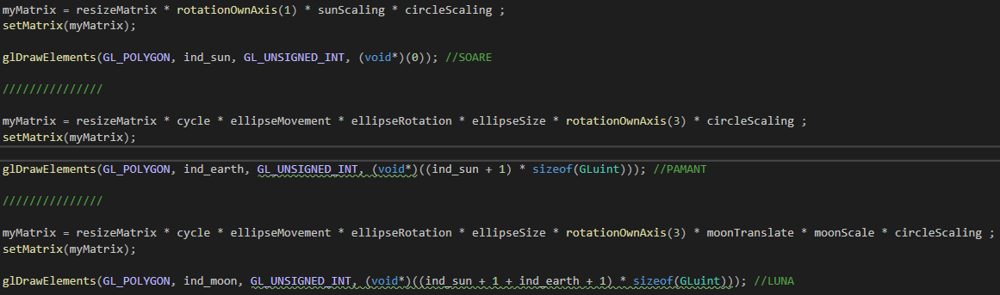 myMatrix = resizeMatrix * rotationOwnAxis(1) * sunScaling * circleScaling ;
setMatrix(myMatrix);
glDrawElements(GL_POLYGON, ind_sun, GL_UNSIGNED_INT, (void*)(0)); //SOARE
///////////////
myMatrix = resizeMatrix * cycle * ellipseMovement * ellipseRotation * ellipseSize * rotationOwnAxis(3) * circleScaling ;
setMatrix(myMatrix);
glDrawElements(GL_POLYGON, ind_earth, GL_UNSIGNED_INT, (void*)((ind_sun + 1) * sizeof(GLuint))); //PAMANT
///////////////
myMatrix = resizeMatrix * cycle * ellipseMovement * ellipseRotation * ellipseSize * rotationOwnAxis(3) * moonTranslate * moonScale * circleScaling ;
setMatrix(myMatrix);
glDrawElements(GL_POLYGON, ind_moon, GL_UNSIGNED_INT, (void*)((ind_sun + 1 + ind_earth + 1) * sizeof(GLuint))); //LUNA